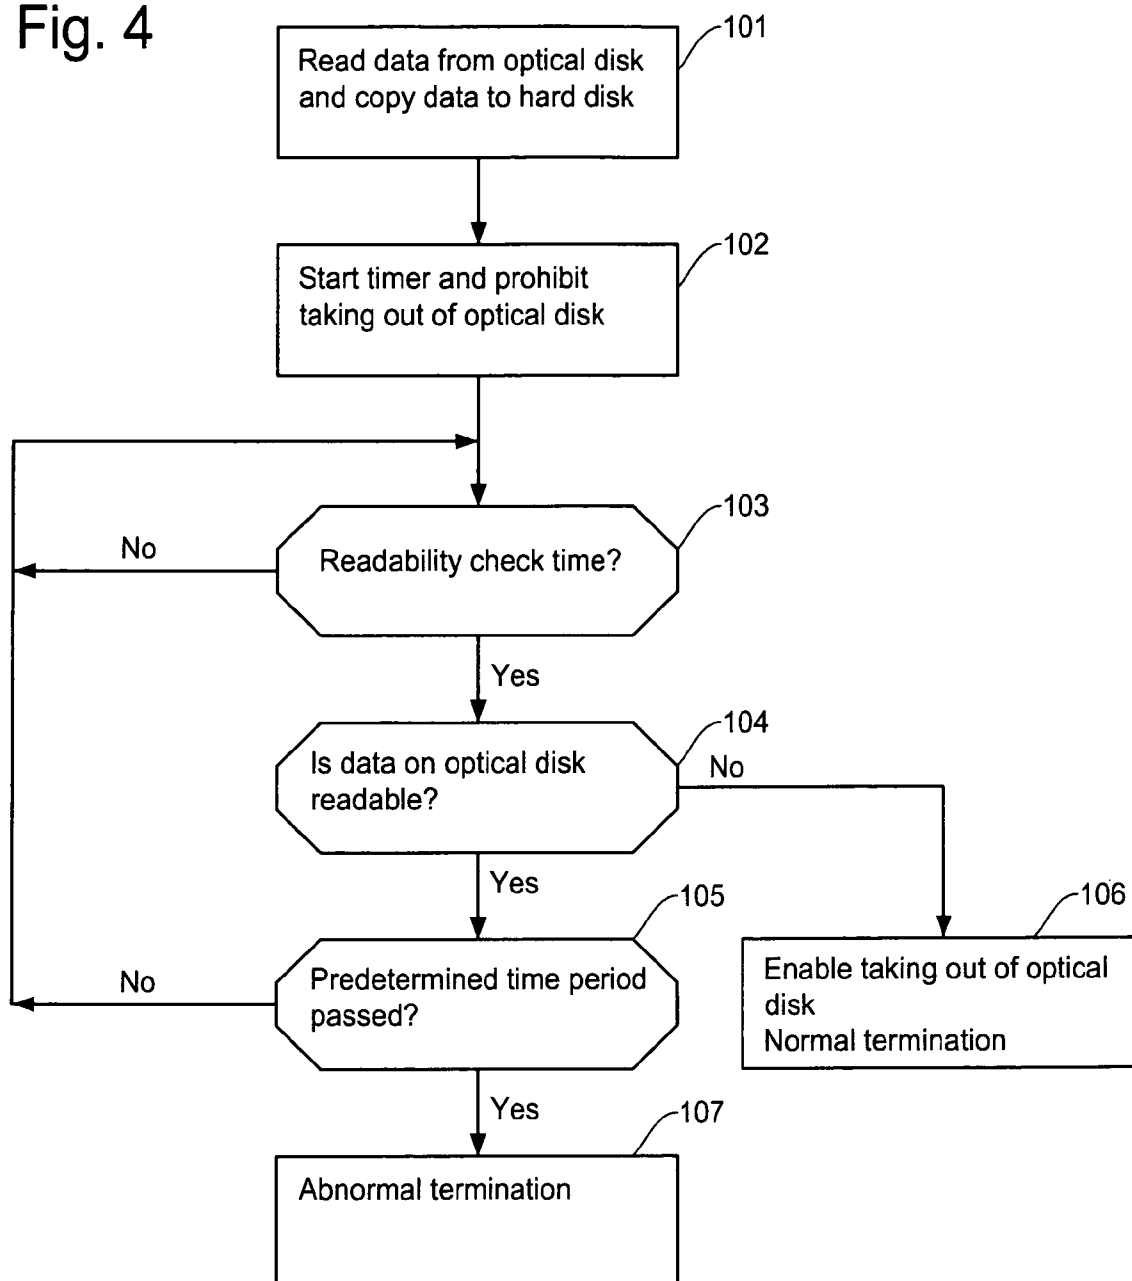 Fig. 4
101
Read data from optical disk
and copy data to hard disk
102
Start timer and prohibit
taking out of optical disk
103
No
Readability check time?
Yes
104
Is data on optical disk
readable?
No
Yes
105
106
No
Predetermined time period
passed?
Enable taking out of optical
disk
Normal termination
Yes
107
Abnormal termination